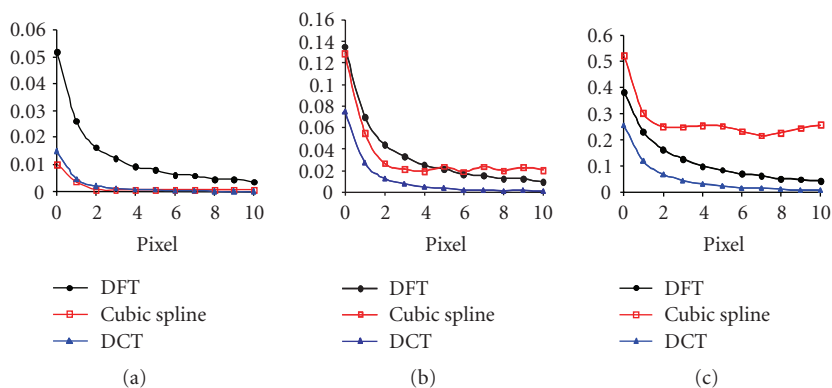 0.06
0.05
0.04
0.03
0.02
0.01
0
0 2 4 6 8 10
Pixel
DFT
Cubic spline
DCT
(a)
0.16
0.14
0.12
0.1
0.08
0.06
0.04
0.02
0
0 2 4 6 8 10
Pixel
DFT
Cubic spline
DCT
(b)
0.6
0.5
0.4
0.3
0.2
0.1
0
0 2 4 6 8 10
Pixel
DFT
Cubic spline
DCT
(c)